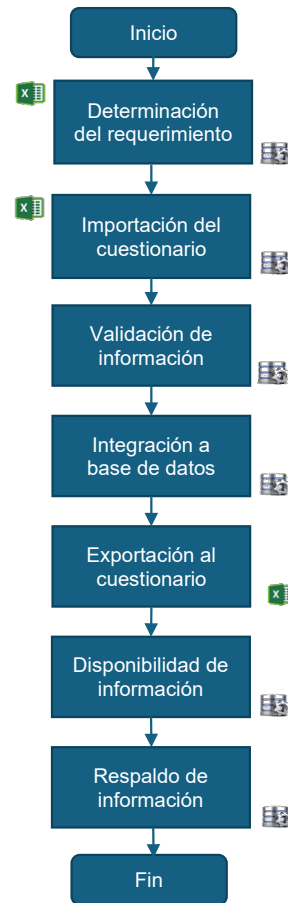 Inicio
Determinación
del requerimiento
Importación del
cuestionario
Validación de
información
Integración a
base de datos
Exportación al
cuestionario
Disponibilidad de
información
Respaldo de
información
Fin